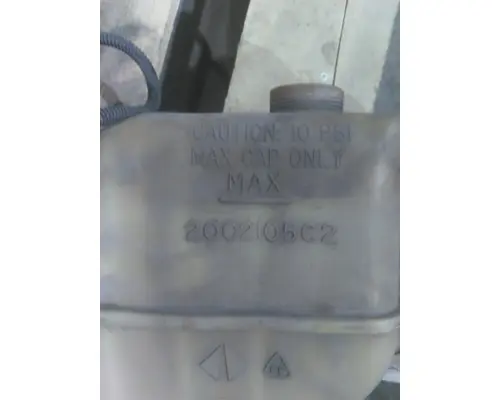 CAUTION: 10 PSI
MAX CAP ONLY
MAX
2002105C2